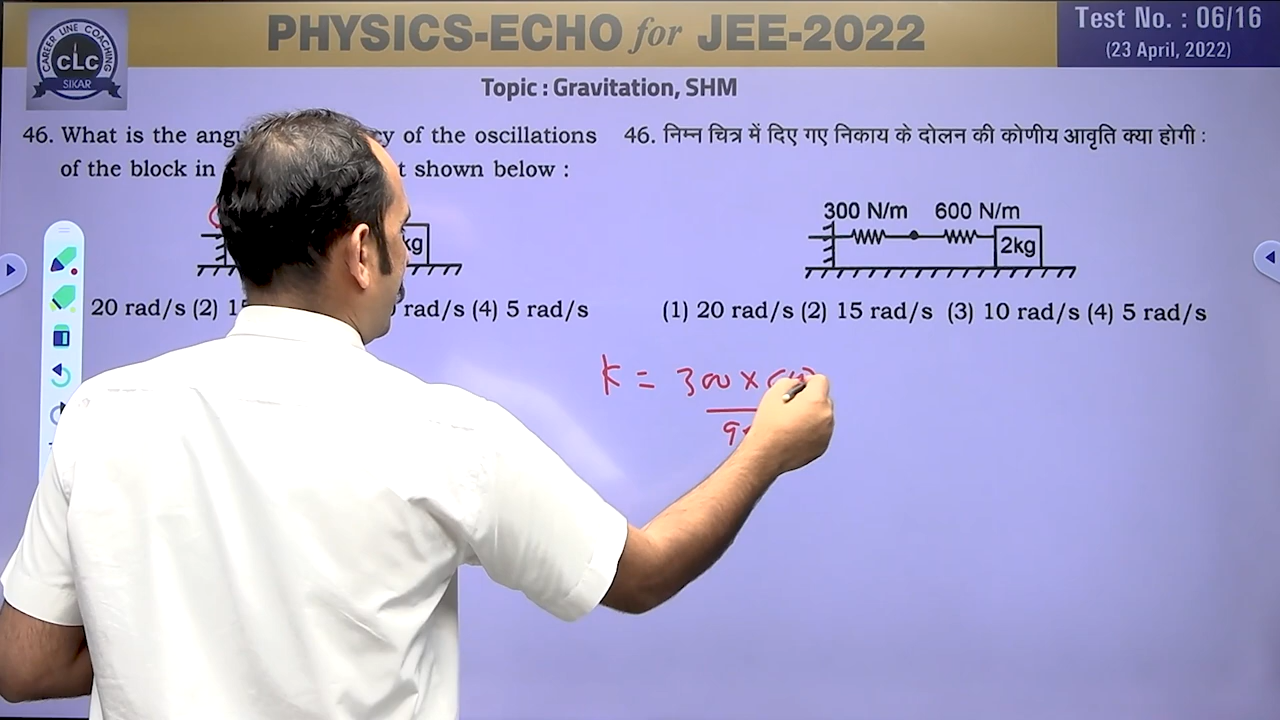 PHYSICS-ECHO for JEE-2022
Test No. : 06/16
(23 April, 2022)
CAREER LINE COACHING
CLC
SIKAR
Topic : Gravitation, SHM
46. What is the of the oscillations
of the block in shown below :
kg
20 rad/s (2) rad/s (4) 5 rad/s
46. निम्न चित्र में दिए गए निकाय के दोलन की कोणीय आवृति क्या होगी :
300 N/m 600 N/m
2kg
(1) 20 rad/s (2) 15 rad/s (3) 10 rad/s (4) 5 rad/s
K = 300 ×